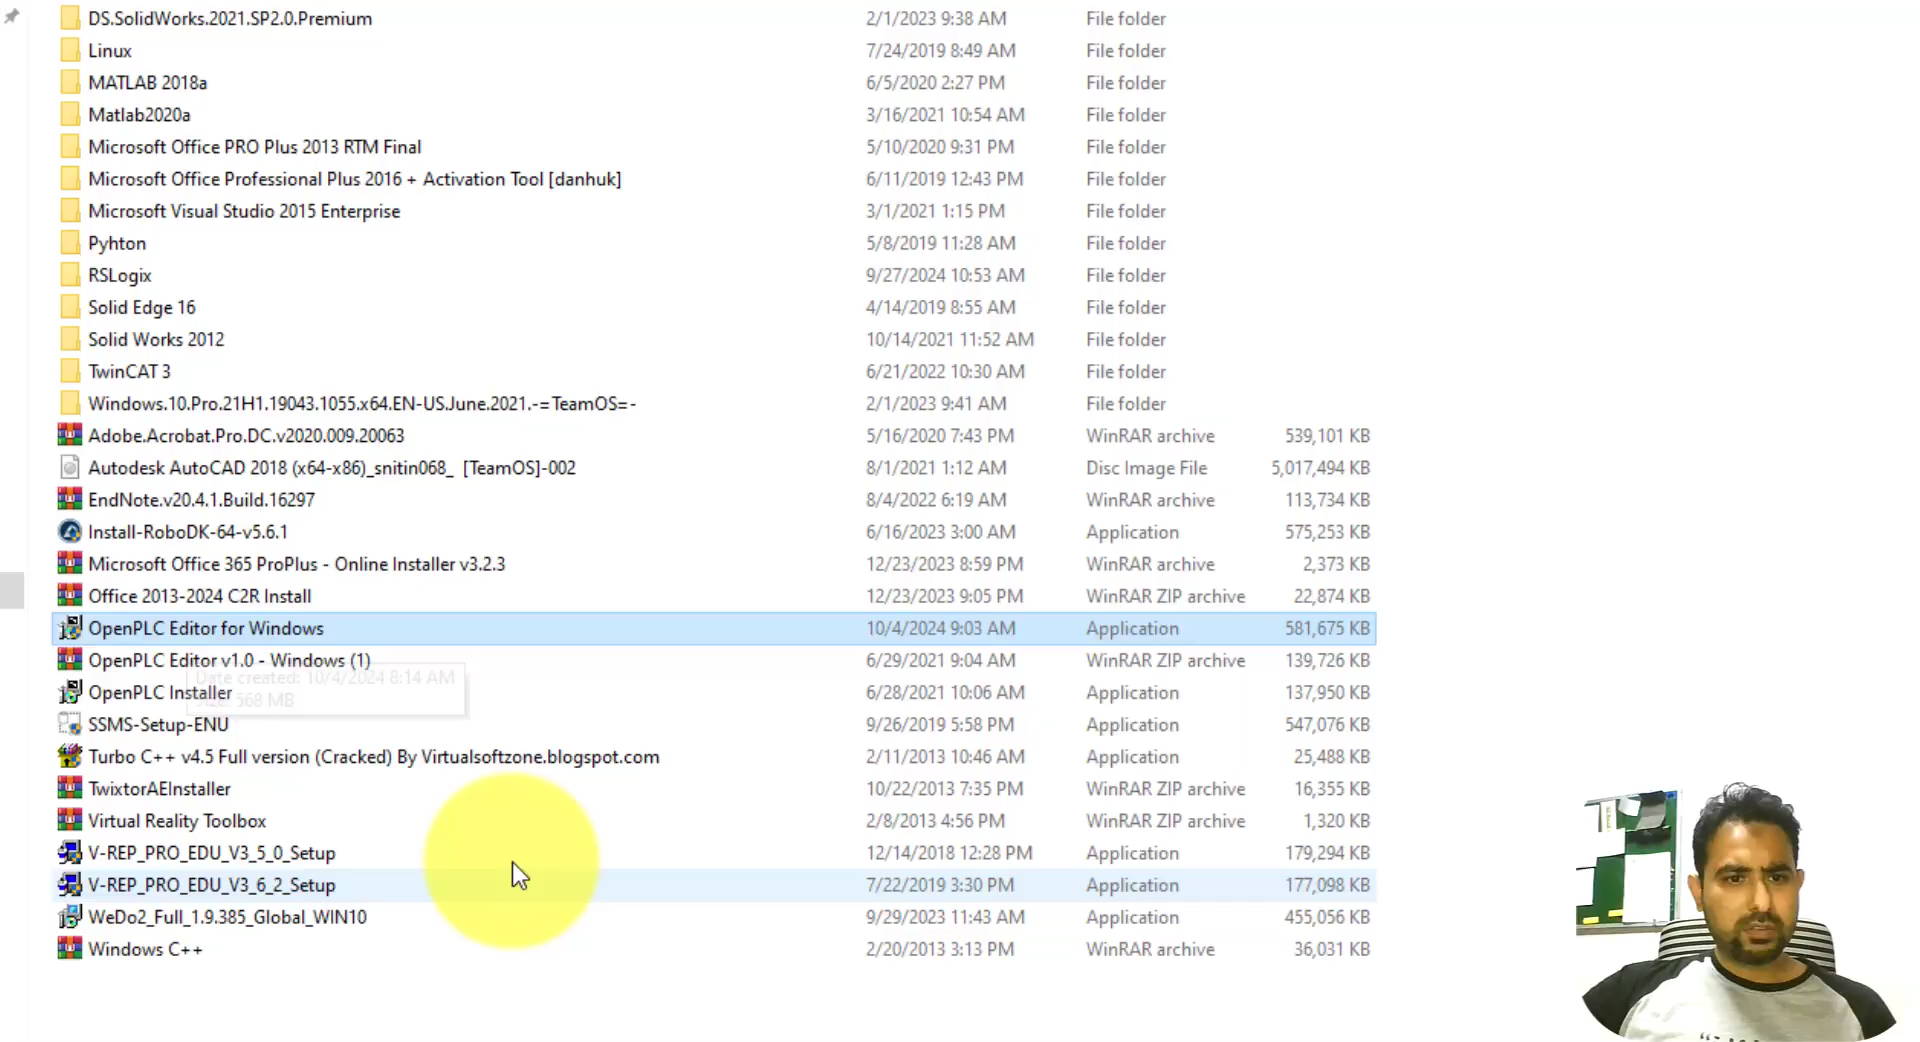 DS.SolidWorks.2021.SP2.0.Premium 2/1/2023 9:38 AM File folder
Linux 7/24/2019 8:49 AM File folder
MATLAB 2018a 6/5/2020 2:27 PM File folder
Matlab2020a 3/16/2021 10:54 AM File folder
Microsoft Office PRO Plus 2013 RTM Final 5/10/2020 9:31 PM File folder
Microsoft Office Professional Plus 2016 + Activation Tool [danhuk] 6/11/2019 12:43 PM File folder
Microsoft Visual Studio 2015 Enterprise 3/1/2021 1:15 PM File folder
Pyhton 5/8/2019 11:28 AM File folder
RSLogix 9/27/2024 10:53 AM File folder
Solid Edge 16 4/14/2019 8:55 AM File folder
Solid Works 2012 10/14/2021 11:52 AM File folder
TwinCAT 3 6/21/2022 10:30 AM File folder
Windows.10.Pro.21H1.19043.1055.x64.EN-US.June.2021.-=TeamOS=- 2/1/2023 9:41 AM File folder
Adobe.Acrobat.Pro.DC.v2020.009.20063 5/16/2020 7:43 PM WinRAR archive 539,101 KB
Autodesk AutoCAD 2018 (x64-x86)_snitin068_ [TeamOS]-002 8/1/2021 1:12 AM Disc Image File 5,017,494 KB
EndNote.v20.4.1.Build.16297 8/4/2022 6:19 AM WinRAR archive 113,734 KB
Install-RoboDK-64-v5.6.1 6/16/2023 3:00 AM Application 575,253 KB
Microsoft Office 365 ProPlus - Online Installer v3.2.3 12/23/2023 8:59 PM WinRAR archive 2,373 KB
Office 2013-2024 C2R Install 12/23/2023 9:05 PM WinRAR ZIP archive 22,874 KB
OpenPLC Editor for Windows 10/4/2024 9:03 AM Application 581,675 KB
OpenPLC Editor v1.0 - Windows (1) 6/29/2021 9:04 AM WinRAR ZIP archive 139,726 KB
Date created: 10/4/2024 8:14 AM
OpenPLC Installer 6/28/2021 10:06 AM Application 137,950 KB
Size: 568 MB
SSMS-Setup-ENU 9/26/2019 5:58 PM Application 547,076 KB
Turbo C++ v4.5 Full version (Cracked) By Virtualsoftzone.blogspot.com 2/11/2013 10:46 AM Application 25,488 KB
TwixtorAEInstaller 10/22/2013 7:35 PM WinRAR ZIP archive 16,355 KB
Virtual Reality Toolbox 2/8/2013 4:56 PM WinRAR ZIP archive 1,320 KB
V-REP_PRO_EDU_V3_5_0_Setup 12/14/2018 12:28 PM Application 179,294 KB
V-REP_PRO_EDU_V3_6_2_Setup 7/22/2019 3:30 PM Application 177,098 KB
WeDo2_Full_1.9.385_Global_WIN10 9/29/2023 11:43 AM Application 455,056 KB
Windows C++ 2/20/2013 3:13 PM WinRAR archive 36,031 KB